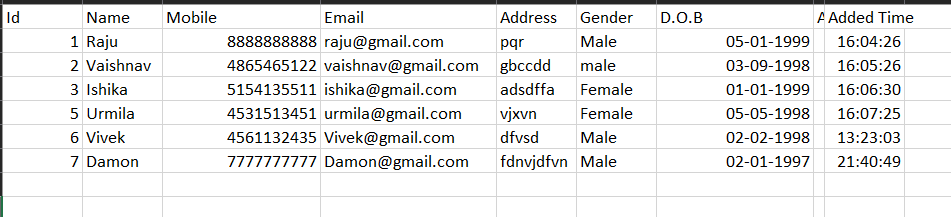 Id Name Mobile Email Address Gender D.O.B A Added Time
1 Raju 8888888888 raju@gmail.com pqr Male 05-01-1999 16:04:26
2 Vaishnav 4865465122 vaishnav@gmail.com gbccdd male 03-09-1998 16:05:26
3 Ishika 5154135511 ishika@gmail.com adsdffa Female 01-01-1999 16:06:30
5 Urmila 4531513451 urmila@gmail.com vjxvn Female 05-05-1998 16:07:25
6 Vivek 4561132435 Vivek@gmail.com dfvsd Male 02-02-1998 13:23:03
7 Damon 7777777777 Damon@gmail.com fdnvjdfvn Male 02-01-1997 21:40:49